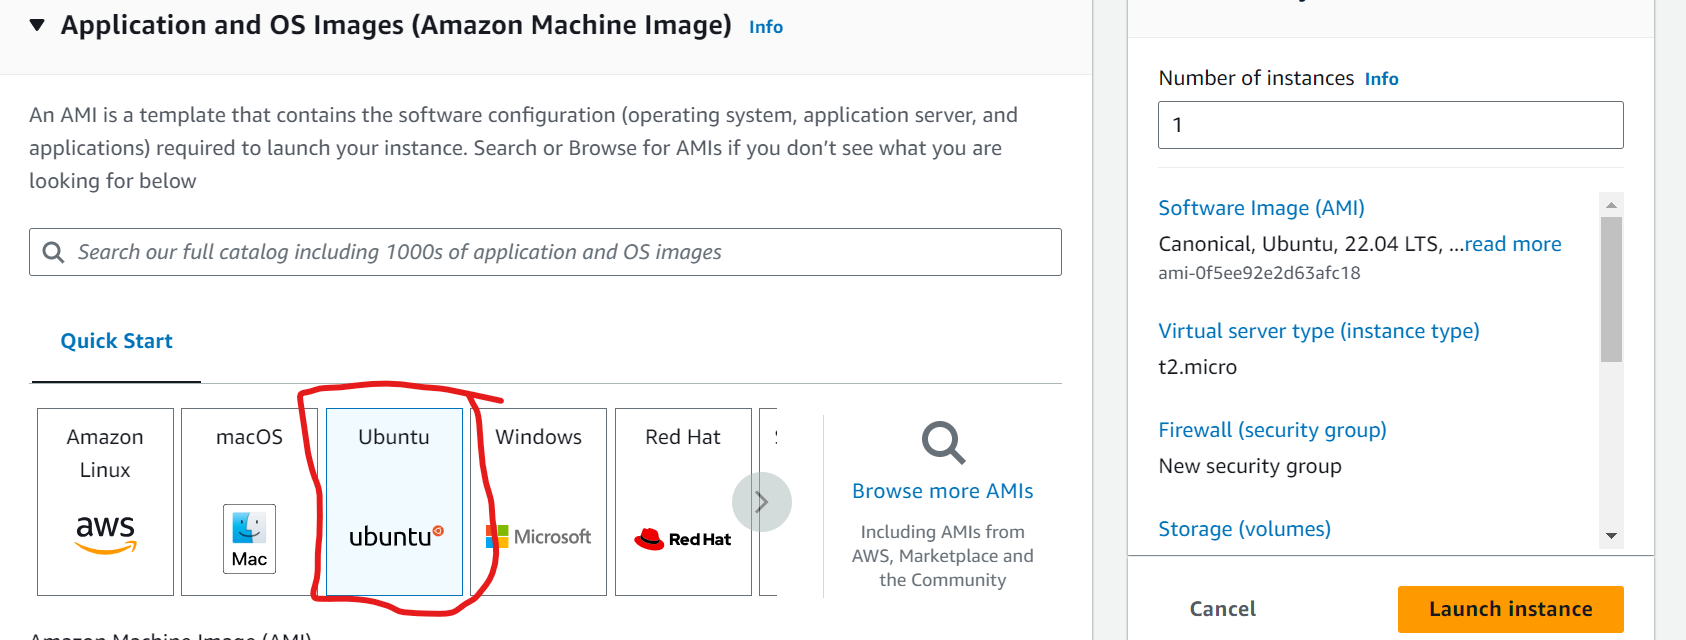 Application and OS Images (Amazon Machine Image) Info
An AMI is a template that contains the software configuration (operating system, application server, and
applications) required to launch your instance. Search or Browse for AMIs if you don’t see what you are
looking for below
Search our full catalog including 1000s of application and OS images
Quick Start
Amazon
Linux
aws
macOS
Mac
Ubuntu
ubuntu
Windows
Microsoft
Red Hat
Red Hat
Browse more AMIs
Including AMIs from
AWS, Marketplace and
the Community
Amazon Machine Image (AMI)
Number of instances Info
1
Software Image (AMI)
Canonical, Ubuntu, 22.04 LTS, ...read more
ami-0f5ee92e2d63afc18
Virtual server type (instance type)
t2.micro
Firewall (security group)
New security group
Storage (volumes)
Cancel
Launch instance